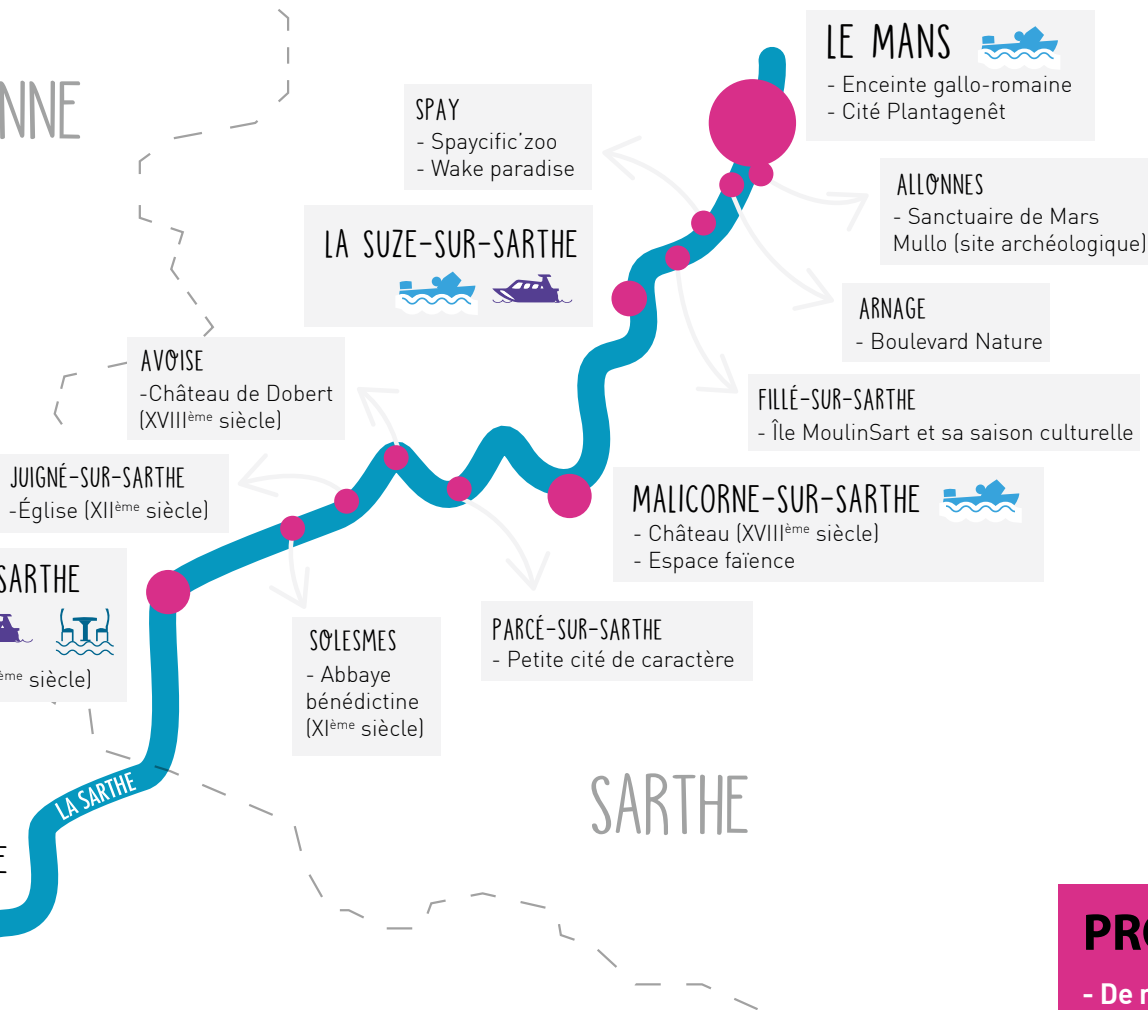 NNE
LE MANS
- Enceinte gallo-romaine
- Cité Plantagenêt
SPAY
- Spaycific'zoo
- Wake paradise
ALLONNES
- Sanctuaire de Mars
Mullo (site archéologique)
LA SUZE-SUR-SARTHE
ARNAGE
- Boulevard Nature
AVOISE
-Château de Dobert
(XVIIIème siècle)
FILLÉ-SUR-SARTHE
- Île MoulinSart et sa saison culturelle
JUIGNÉ-SUR-SARTHE
-Église (XIIème siècle)
MALICORNE-SUR-SARTHE
- Château (XVIIIème siècle)
- Espace faïence
SARTHE
ème siècle)
SOLESMES
- Abbaye
bénédictine
(XIème siècle)
PARCÉ-SUR-SARTHE
- Petite cité de caractère
LA SARTHE
SARTHE
E
PRO
- De